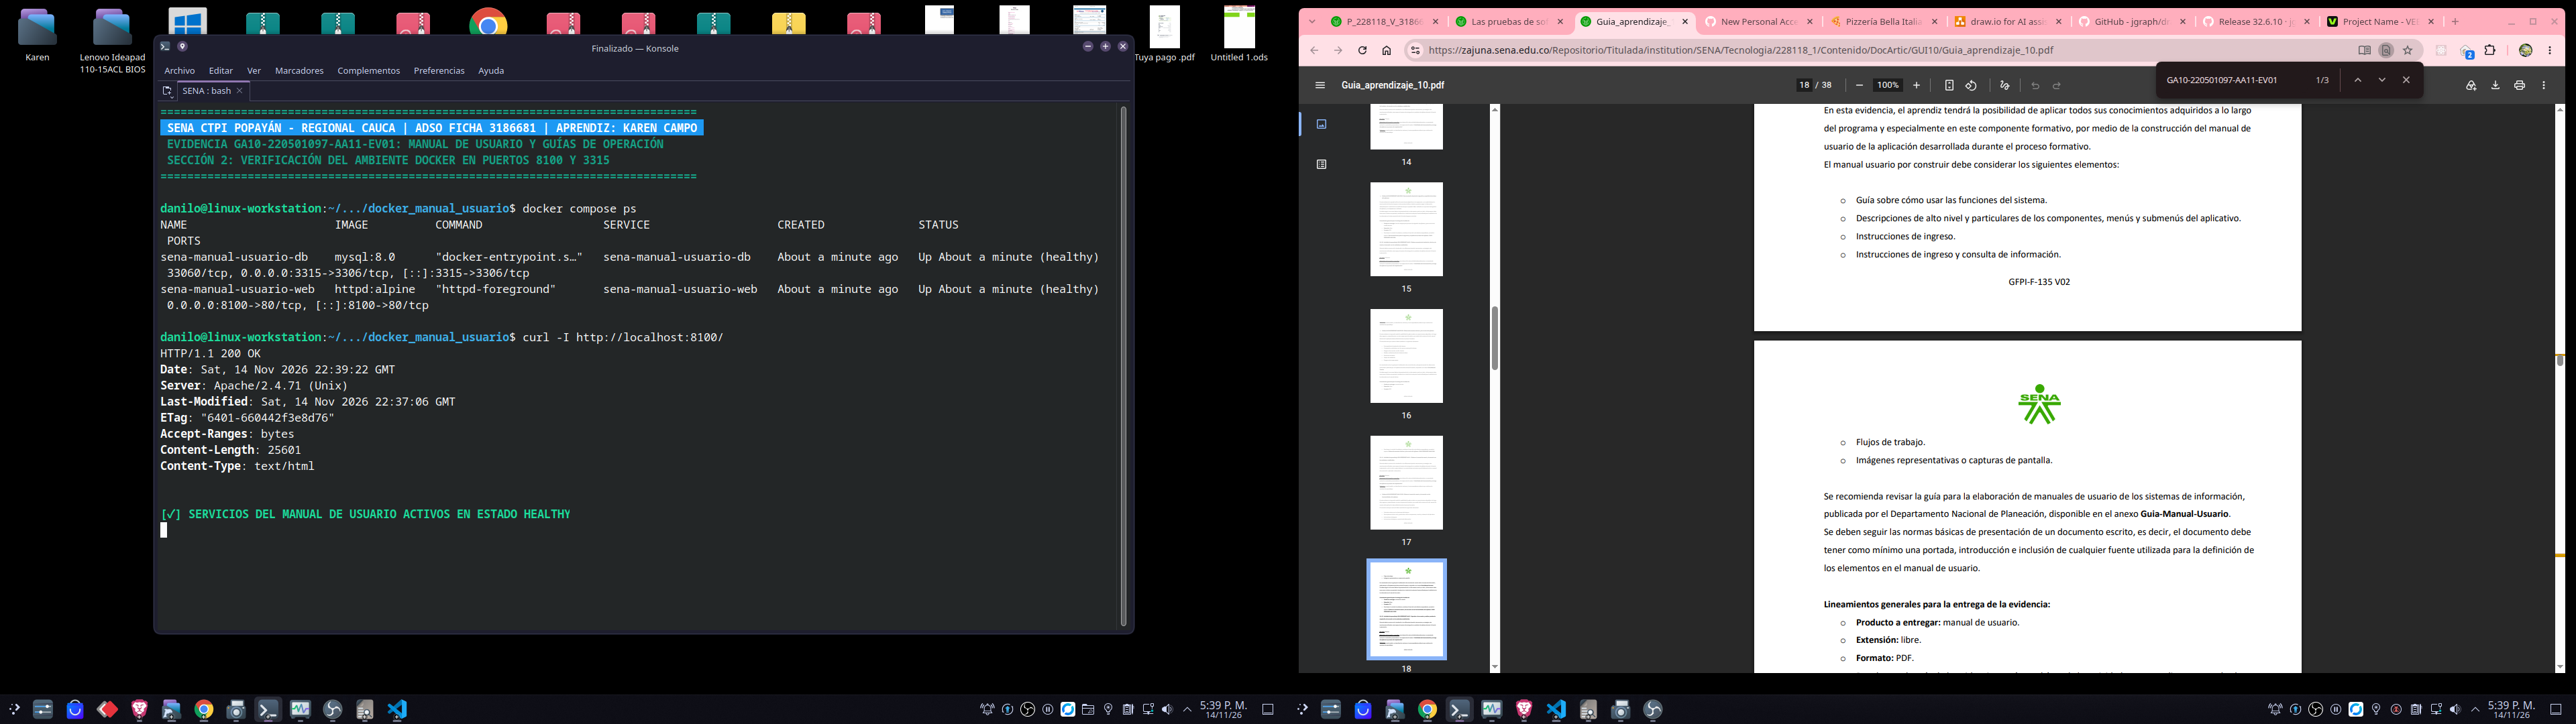 Karen
Lenovo Ideapad
110-15ACL BIOS
Tuya pago .pdf
Untitled 1.ods
Finalizado — Konsole
Archivo Editar Ver Marcadores Complementos Preferencias Ayuda
SENA : bash
================================================================================
SENA CTPI POPAYÁN - REGIONAL CAUCA | ADSO FICHA 3186681 | APRENDIZ: KAREN CAMPO
EVIDENCIA GA10-220501097-AA11-EV01: MANUAL DE USUARIO Y GUÍAS DE OPERACIÓN
SECCIÓN 2: VERIFICACIÓN DEL AMBIENTE DOCKER EN PUERTOS 8100 Y 3315
================================================================================
danilo@linux-workstation:~/.../docker_manual_usuario$ docker compose ps
NAME IMAGE COMMAND SERVICE CREATED STATUS
PORTS
sena-manual-usuario-db mysql:8.0 "docker-entrypoint.s…" sena-manual-usuario-db About a minute ago Up About a minute (healthy)
33060/tcp, 0.0.0.0:3315->3306/tcp, [::]:3315->3306/tcp
sena-manual-usuario-web httpd:alpine "httpd-foreground" sena-manual-usuario-web About a minute ago Up About a minute (healthy)
0.0.0.0:8100->80/tcp, [::]:8100->80/tcp
danilo@linux-workstation:~/.../docker_manual_usuario$ curl -I http://localhost:8100/
HTTP/1.1 200 OK
Date: Sat, 14 Nov 2026 22:39:22 GMT
Server: Apache/2.4.71 (Unix)
Last-Modified: Sat, 14 Nov 2026 22:37:06 GMT
ETag: "6401-660442f3e8d76"
Accept-Ranges: bytes
Content-Length: 25601
Content-Type: text/html
[✓] SERVICIOS DEL MANUAL DE USUARIO ACTIVOS EN ESTADO HEALTHY
P_228118_V_3186 Las pruebas de so Guia_aprendizaje_ New Personal Acc Pizzería Bella Itali draw.io for AI ass GitHub - jgraph/d Release 32.6.10 · j Project Name - VE
https://zajuna.sena.edu.co/Repositorio/Titulada/institution/SENA/Tecnologia/228118_1/Contenido/DocArtic/GUI10/Guia_aprendizaje_10.pdf
2
GA10-220501097-AA11-EV01 1/3
Guia_aprendizaje_10.pdf
18 / 38
100%
14
15
16
17
18
En esta evidencia, el aprendiz tendrá la posibilidad de aplicar todos sus conocimientos adquiridos a lo largo
del programa y especialmente en este componente formativo, por medio de la construcción del manual de
usuario de la aplicación desarrollada durante el proceso formativo.
El manual usuario por construir debe considerar los siguientes elementos:
o Guía sobre cómo usar las funciones del sistema.
o Descripciones de alto nivel y particulares de los componentes, menús y submenús del aplicativo.
o Instrucciones de ingreso.
o Instrucciones de ingreso y consulta de información.
GFPI-F-135 V02
SENA
o Flujos de trabajo.
o Imágenes representativas o capturas de pantalla.
Se recomienda revisar la guía para la elaboración de manuales de usuario de los sistemas de información,
publicada por el Departamento Nacional de Planeación, disponible en el anexo Guia-Manual-Usuario.
Se deben seguir las normas básicas de presentación de un documento escrito, es decir, el documento debe
tener como mínimo una portada, introducción e inclusión de cualquier fuente utilizada para la definición de
los elementos en el manual de usuario.
Lineamientos generales para la entrega de la evidencia:
o Producto a entregar: manual de usuario.
o Extensión: libre.
o Formato: PDF.
5:39 P. M.
14/11/26
5:39 P. M.
14/11/26